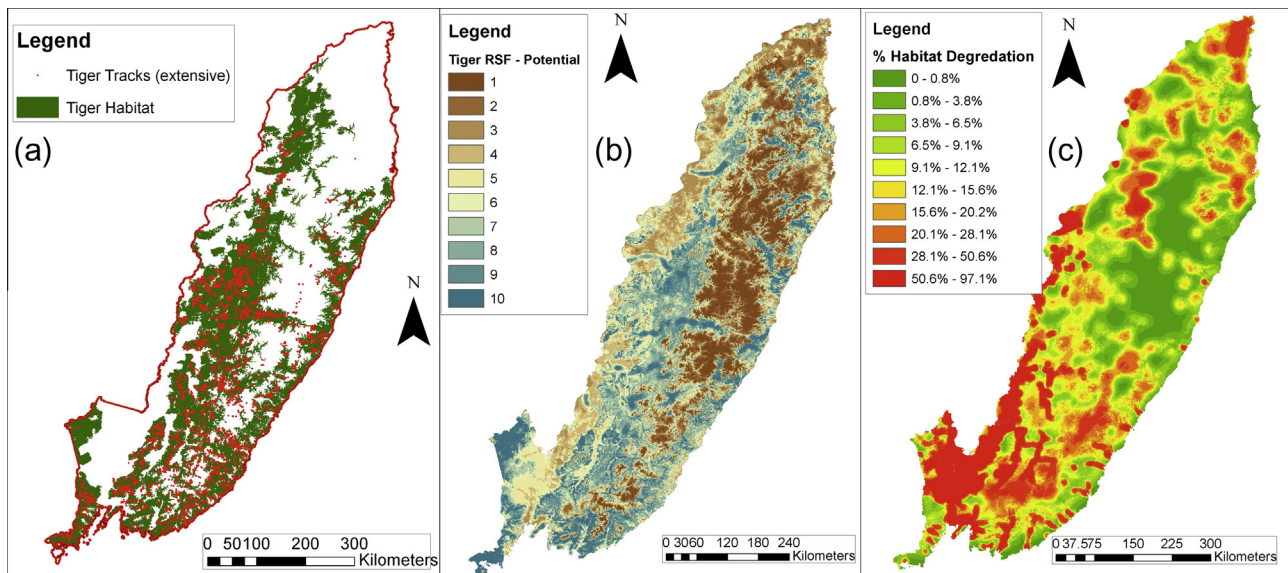 Legend
Tiger Tracks (extensive)
Tiger Habitat
(a)
N
0 50100 200 300
Kilometers
Legend
Tiger RSF - Potential
1
2
3
4
5
6
7
8
9
10
N
(b)
N
0 3060 120 180 240
Kilometers
Legend
% Habitat Degredation
0 - 0.8%
0.8% - 3.8%
3.8% - 6.5%
6.5% - 9.1%
9.1% - 12.1%
12.1% - 15.6%
15.6% - 20.2%
20.1% - 28.1%
28.1% - 50.6%
50.6% - 97.1%
N
(c)
0 37.575 150 225 300
Kilometers